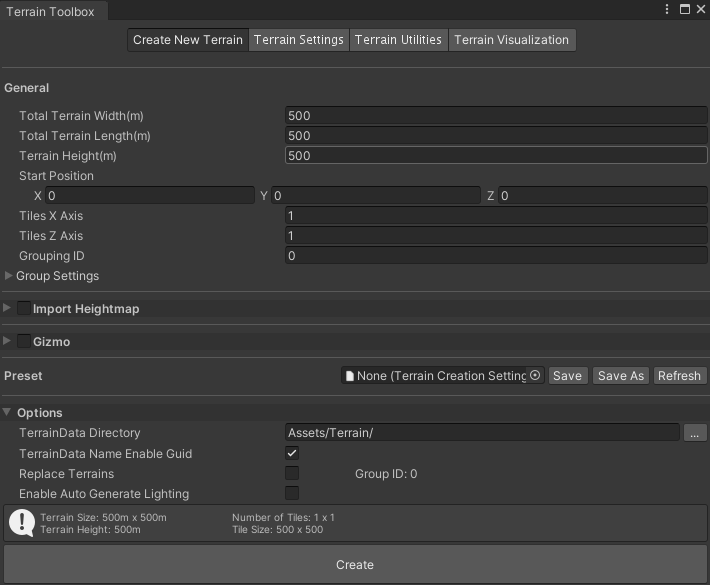 Terrain Toolbox
Create New Terrain Terrain Settings Terrain Utilities Terrain Visualization
General
Total Terrain Width(m) 500
Total Terrain Length(m) 500
Terrain Height(m) 500
Start Position
X 0 Y 0 Z 0
Tiles X Axis 1
Tiles Z Axis 1
Grouping ID 0
Group Settings
Import Heightmap
Gizmo
Preset None (Terrain Creation Setting Save Save As Refresh
Options
TerrainData Directory Assets/Terrain/ ...
TerrainData Name Enable Guid
Replace Terrains Group ID: 0
Enable Auto Generate Lighting
Terrain Size: 500m x 500m Number of Tiles: 1 x 1
Terrain Height: 500m Tile Size: 500 x 500
Create